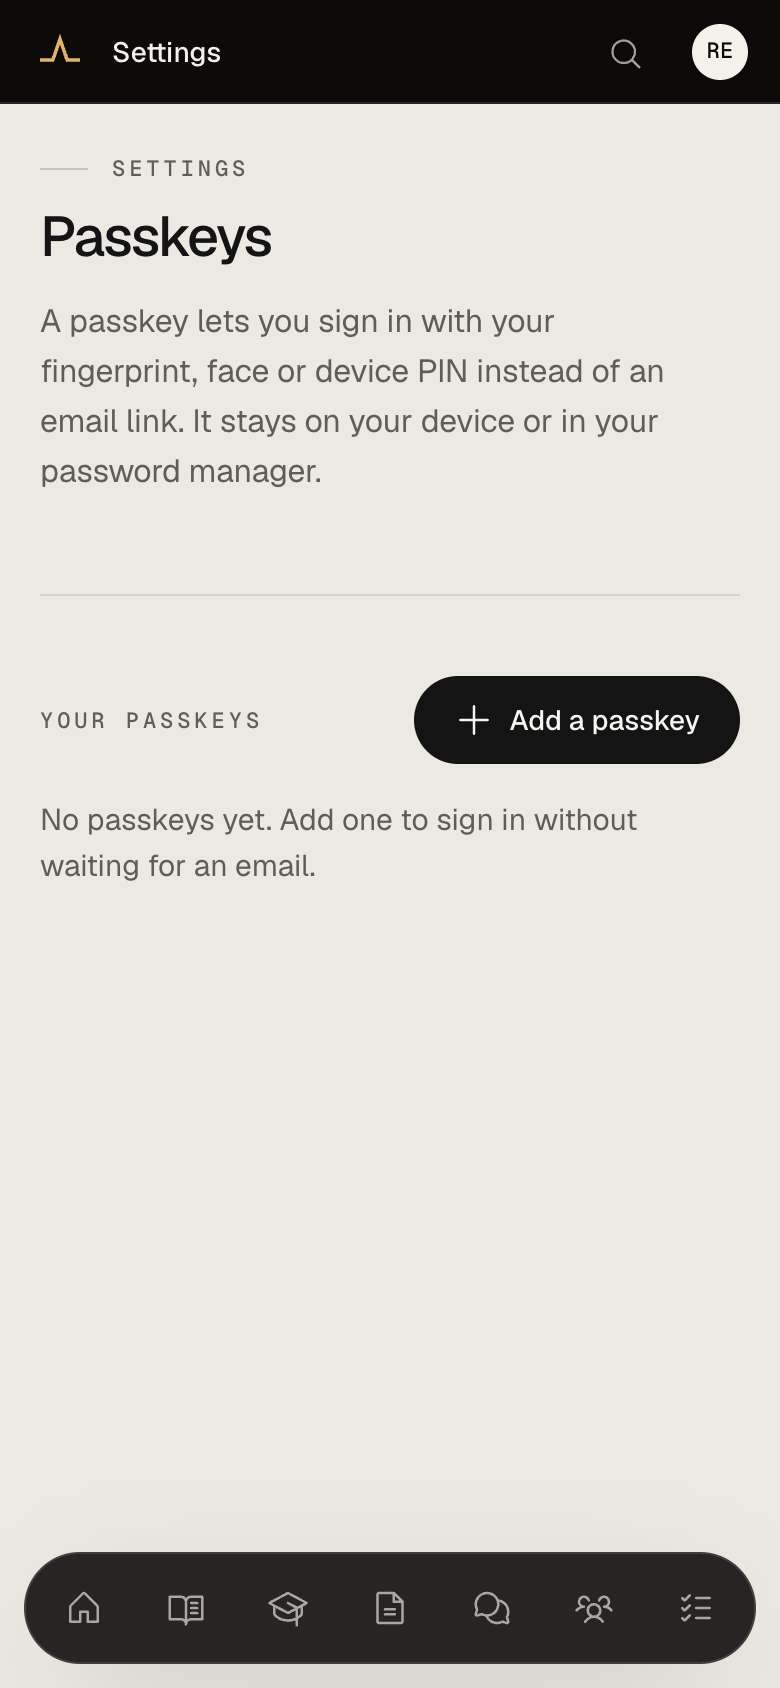 Settings
RE
SETTINGS
Passkeys
A passkey lets you sign in with your
fingerprint, face or device PIN instead of an
email link. It stays on your device or in your
password manager.
YOUR PASSKEYS
Add a passkey
No passkeys yet. Add one to sign in without
waiting for an email.